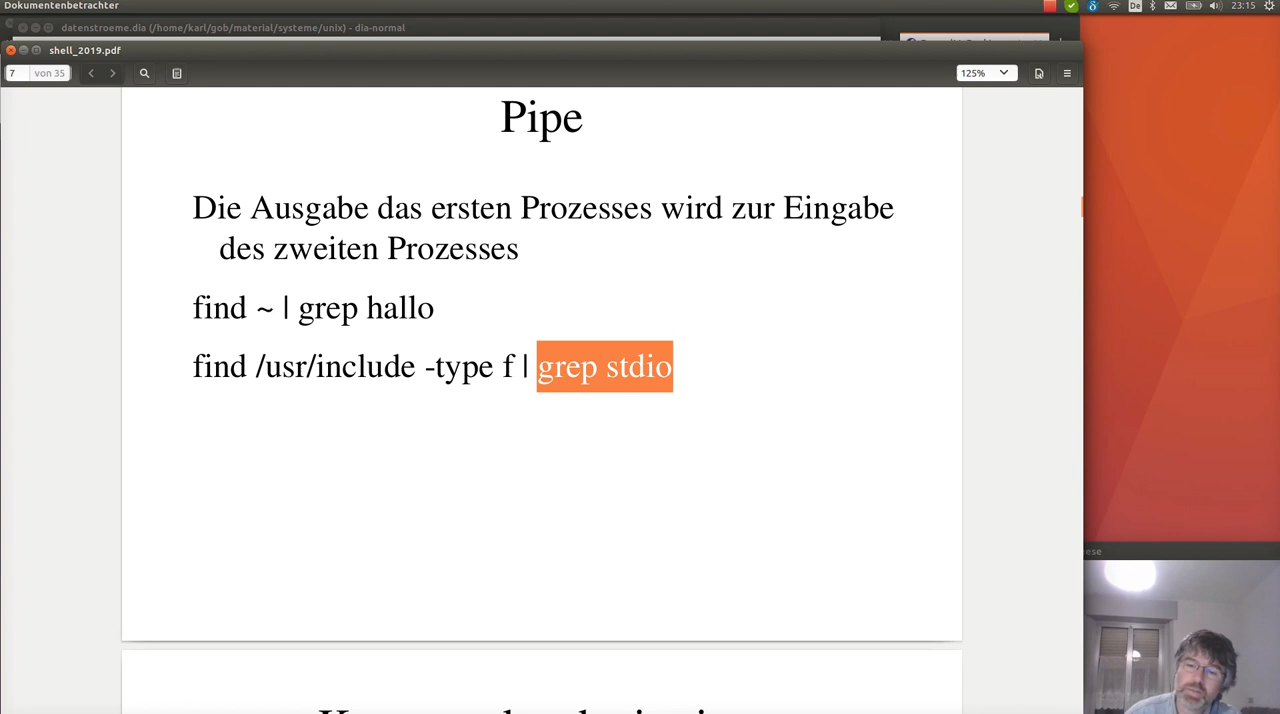 Dokumentenbetrachter
De
23:15
datenstroeme.dia (/home/karl/gob/material/systeme/unix) - dia-normal
shell_2019.pdf
7 von 35
125%
Pipe
Die Ausgabe das ersten Prozesses wird zur Eingabe
des zweiten Prozesses
find ~ | grep hallo
find /usr/include -type f | grep stdio